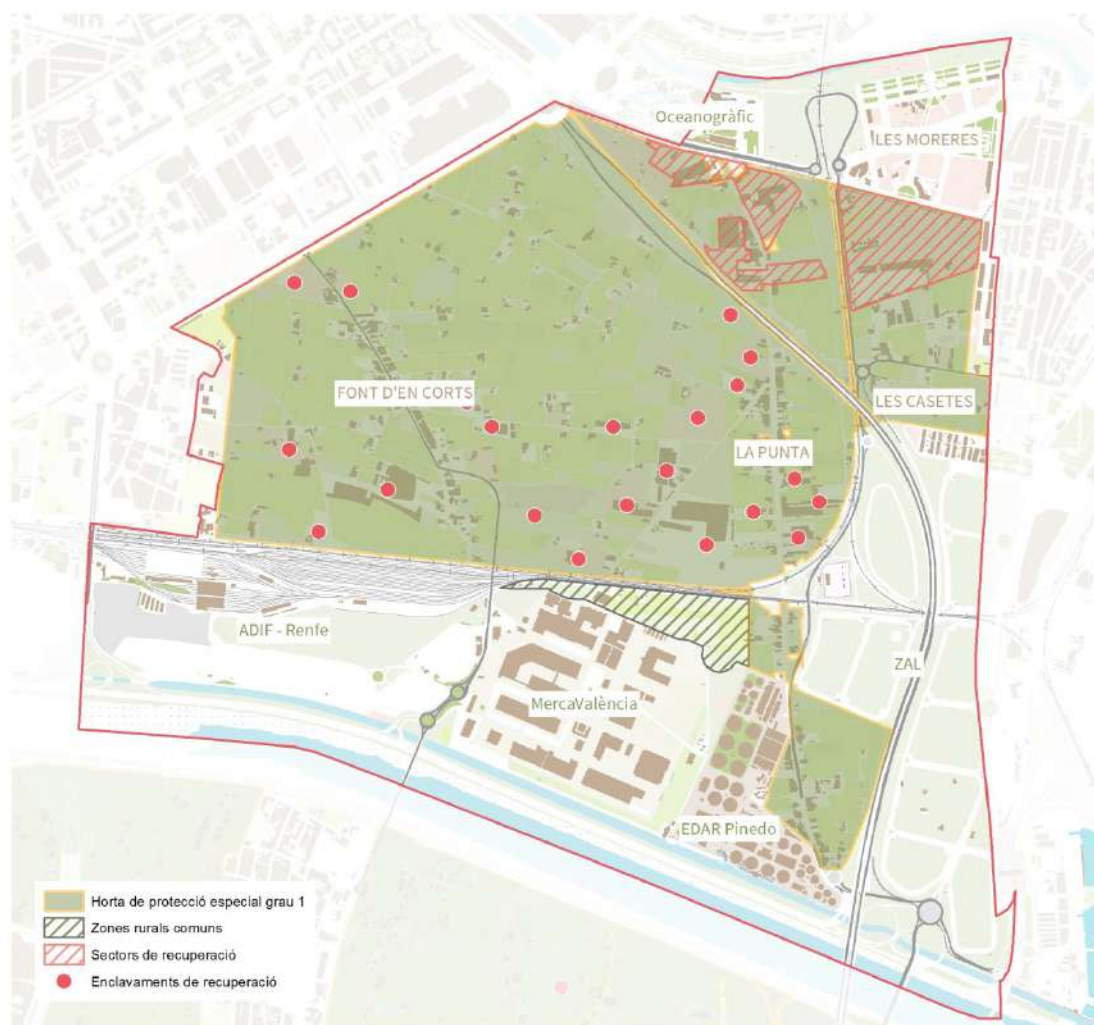 Oceanogràfic
LES MORERES
FONT D'EN CORTS
LES CASETES
LA PUNTA
ADIF - Renfe
ZAL
MercaValència
EDAR Pinedo
Horta de protecció especial grau 1
Zones rurals comuns
Sectors de recuperació
Enclavaments de recuperació